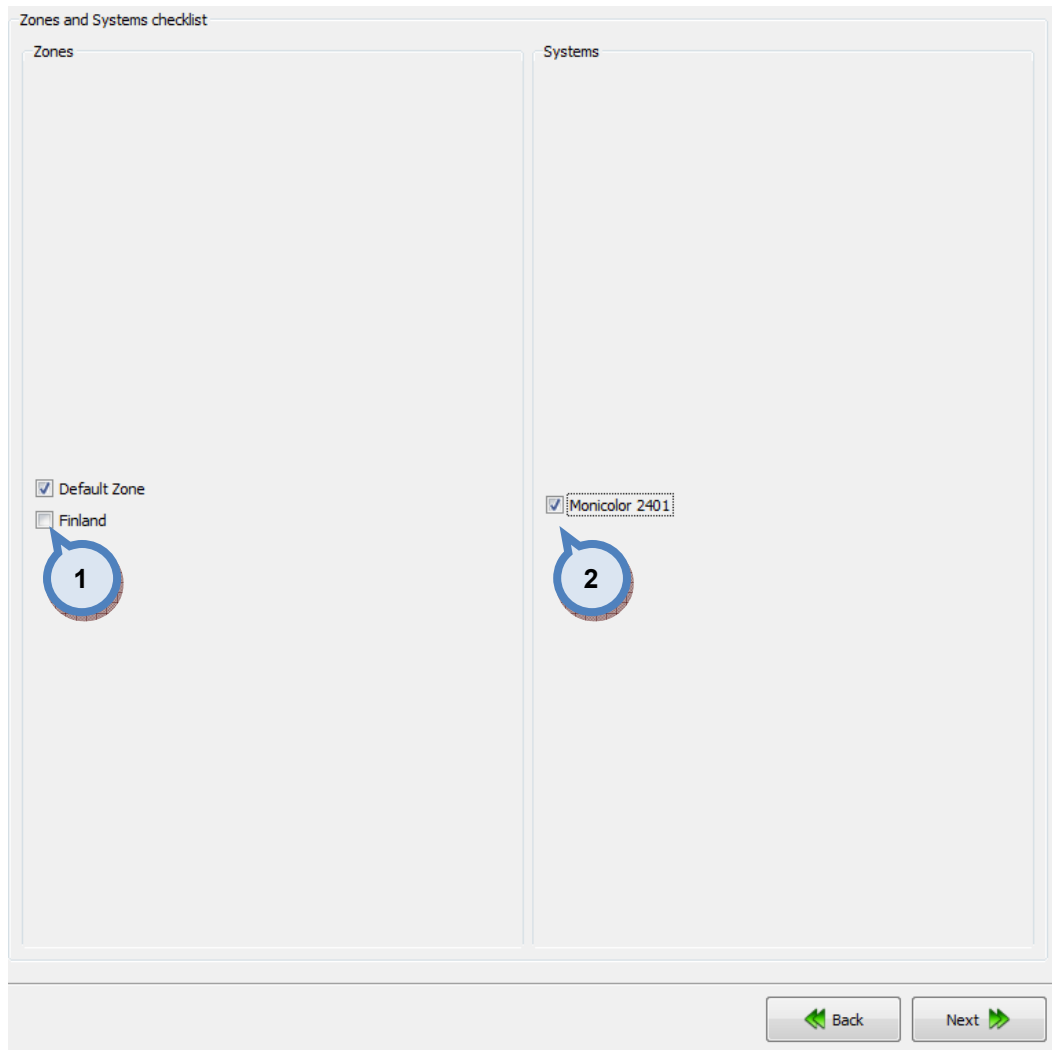 Zones and Systems checklist
Zones
Systems
Default Zone
Finland
Monicolor 2401
1
2
Back
Next